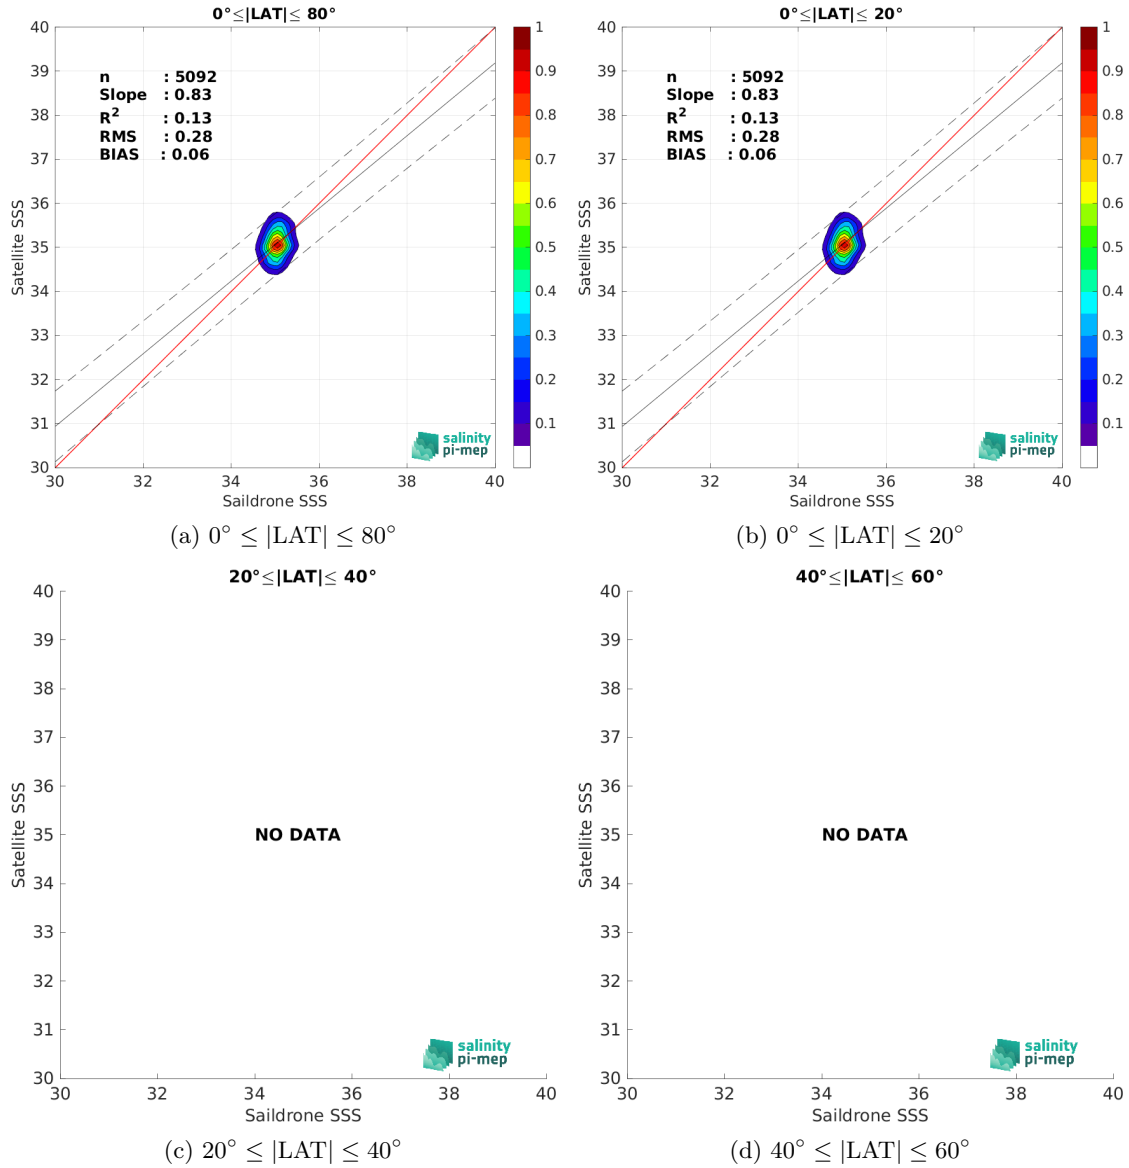 0°≤|LAT|≤ 80°
40
39
38
37
36
35
34
33
32
31
30
Satellite SSS
n : 5092
Slope : 0.83
R² : 0.13
RMS : 0.28
BIAS : 0.06
salinity
pi-mep
30 32 34 36 38 40
Saildrone SSS
1
0.9
0.8
0.7
0.6
0.5
0.4
0.3
0.2
0.1
(a) 0° ≤ |LAT| ≤ 80°
0°≤|LAT|≤ 20°
40
39
38
37
36
35
34
33
32
31
30
Satellite SSS
n : 5092
Slope : 0.83
R² : 0.13
RMS : 0.28
BIAS : 0.06
salinity
pi-mep
30 32 34 36 38 40
Saildrone SSS
1
0.9
0.8
0.7
0.6
0.5
0.4
0.3
0.2
0.1
(b) 0° ≤ |LAT| ≤ 20°
20°≤|LAT|≤ 40°
40
39
38
37
36
35
34
33
32
31
30
Satellite SSS
NO DATA
salinity
pi-mep
30 32 34 36 38 40
Saildrone SSS
(c) 20° ≤ |LAT| ≤ 40°
40°≤|LAT|≤ 60°
40
39
38
37
36
35
34
33
32
31
30
Satellite SSS
NO DATA
salinity
pi-mep
30 32 34 36 38 40
Saildrone SSS
(d) 40° ≤ |LAT| ≤ 60°